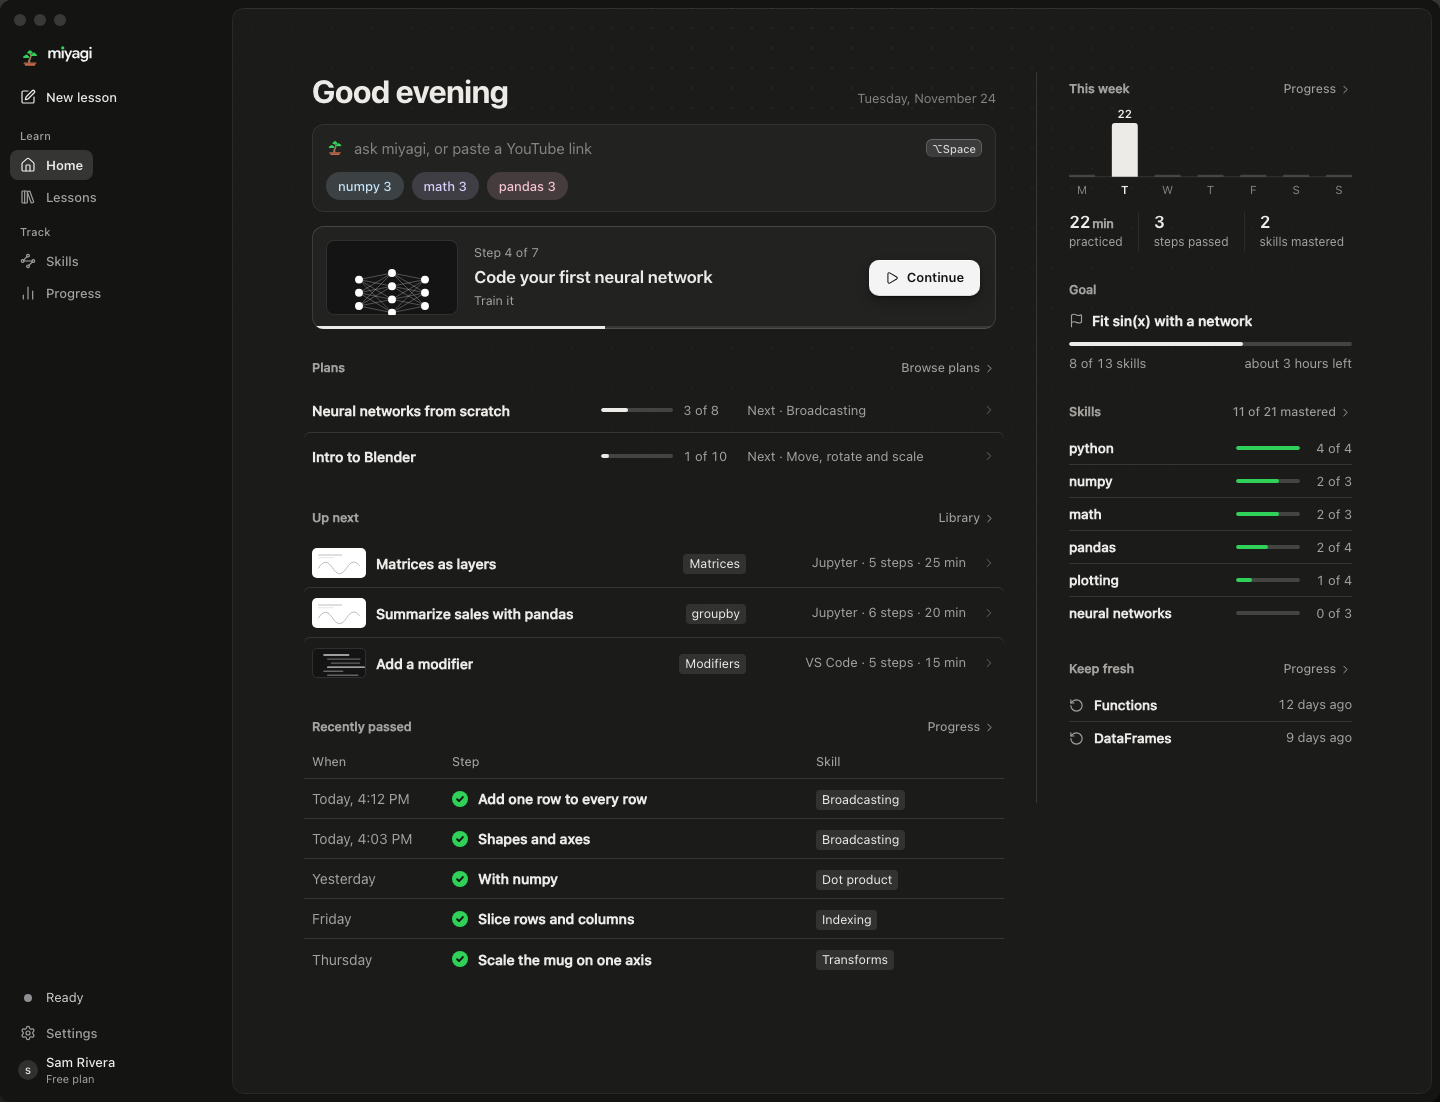 miyagi
New lesson
Learn
Home
Lessons
Track
Skills
Progress
Ready
Settings
S
Sam Rivera
Free plan
Good evening
Tuesday, November 24
ask miyagi, or paste a YouTube link
⌥Space
numpy 3
math 3
pandas 3
Step 4 of 7
Code your first neural network
Train it
Continue
Plans
Browse plans
Neural networks from scratch
3 of 8
Next · Broadcasting
Intro to Blender
1 of 10
Next · Move, rotate and scale
Up next
Library
Matrices as layers
Matrices
Jupyter · 5 steps · 25 min
Summarize sales with pandas
groupby
Jupyter · 6 steps · 20 min
Add a modifier
Modifiers
VS Code · 5 steps · 15 min
Recently passed
Progress
When
Step
Skill
Today, 4:12 PM
Add one row to every row
Broadcasting
Today, 4:03 PM
Shapes and axes
Broadcasting
Yesterday
With numpy
Dot product
Friday
Slice rows and columns
Indexing
Thursday
Scale the mug on one axis
Transforms
This week
Progress
22
M T W T F S S
22 min
practiced
3
steps passed
2
skills mastered
Goal
Fit sin(x) with a network
8 of 13 skills
about 3 hours left
Skills
11 of 21 mastered
python
4 of 4
numpy
2 of 3
math
2 of 3
pandas
2 of 4
plotting
1 of 4
neural networks
0 of 3
Keep fresh
Progress
Functions
12 days ago
DataFrames
9 days ago